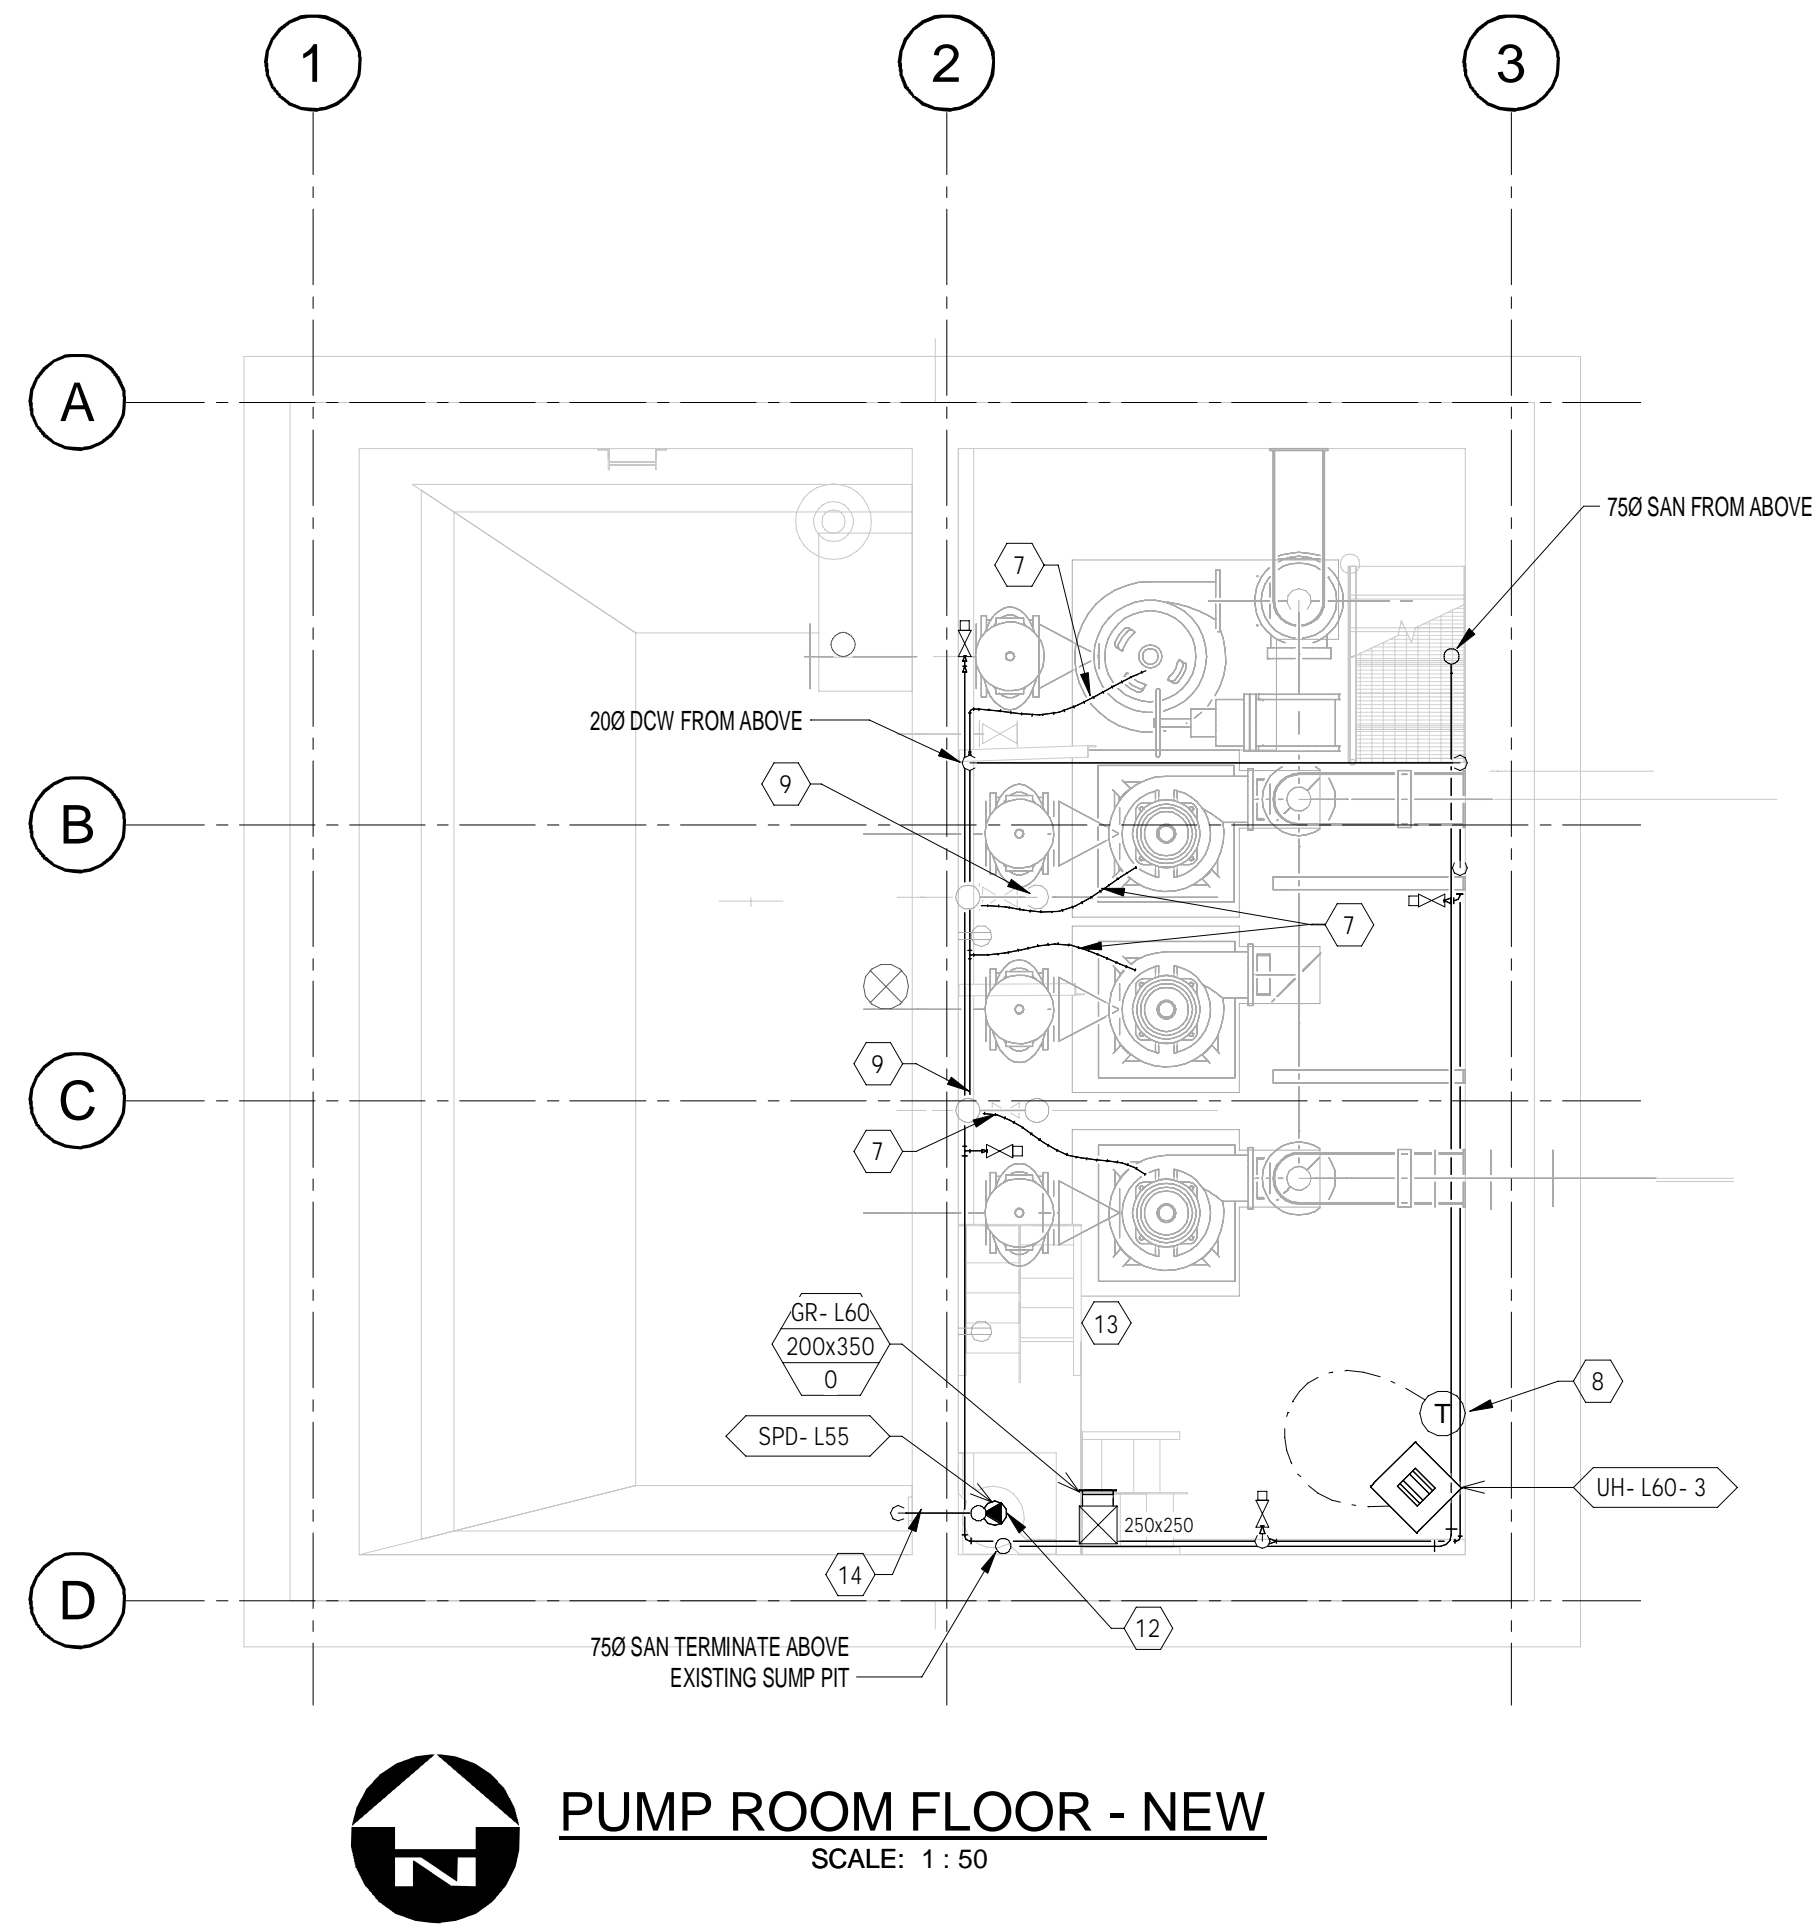 1
2
3
A
75Ø SAN FROM ABOVE
7
20Ø DCW FROM ABOVE
9
B
7
9
C
7
GR-L60
200x350
0
13
8
T
SPD-L55
UH-L60-3
250x250
14
D
12
75Ø SAN TERMINATE ABOVE
EXISTING SUMP PIT
N
PUMP ROOM FLOOR - NEW
SCALE: 1 : 50